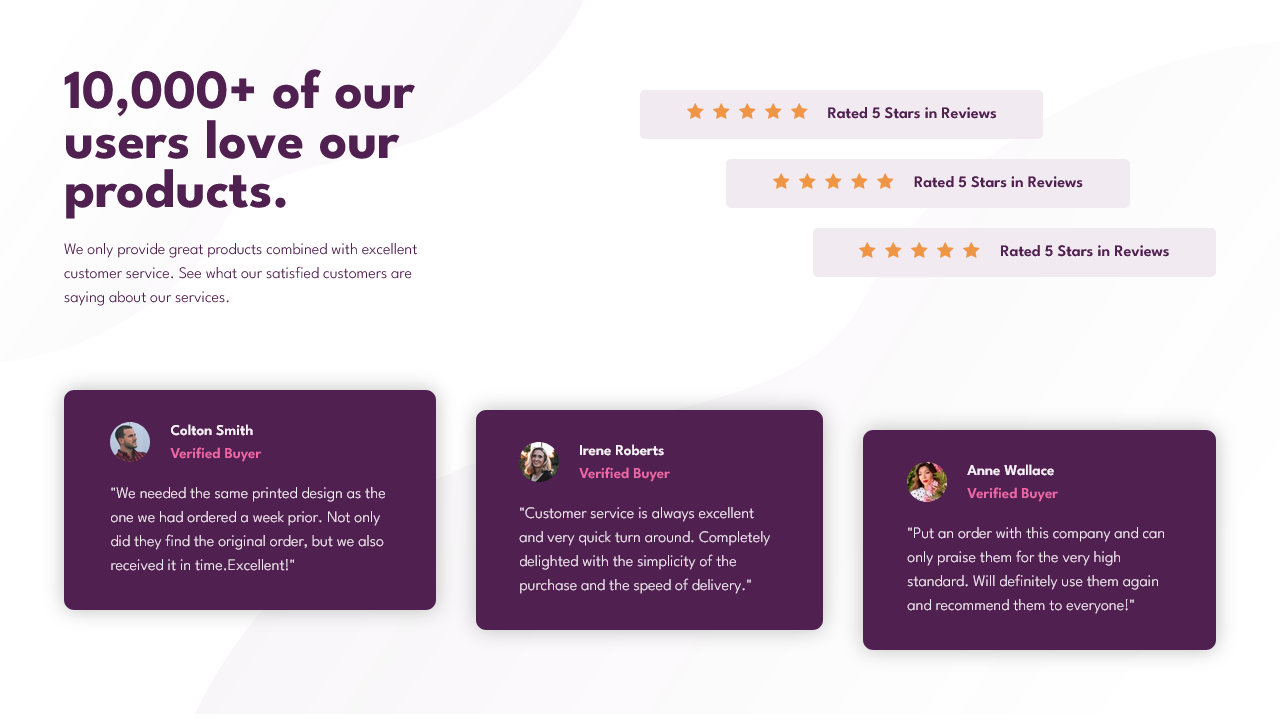 10,000+ of our
users love our
products.
We only provide great products combined with excellent
customer service. See what our satisfied customers are
saying about our services.
Rated 5 Stars in Reviews
Rated 5 Stars in Reviews
Rated 5 Stars in Reviews
Colton Smith
Verified Buyer
"We needed the same printed design as the
one we had ordered a week prior. Not only
did they find the original order, but we also
received it in time.Excellent!"
Irene Roberts
Verified Buyer
"Customer service is always excellent
and very quick turn around. Completely
delighted with the simplicity of the
purchase and the speed of delivery."
Anne Wallace
Verified Buyer
"Put an order with this company and can
only praise them for the very high
standard. Will definitely use them again
and recommend them to everyone!"